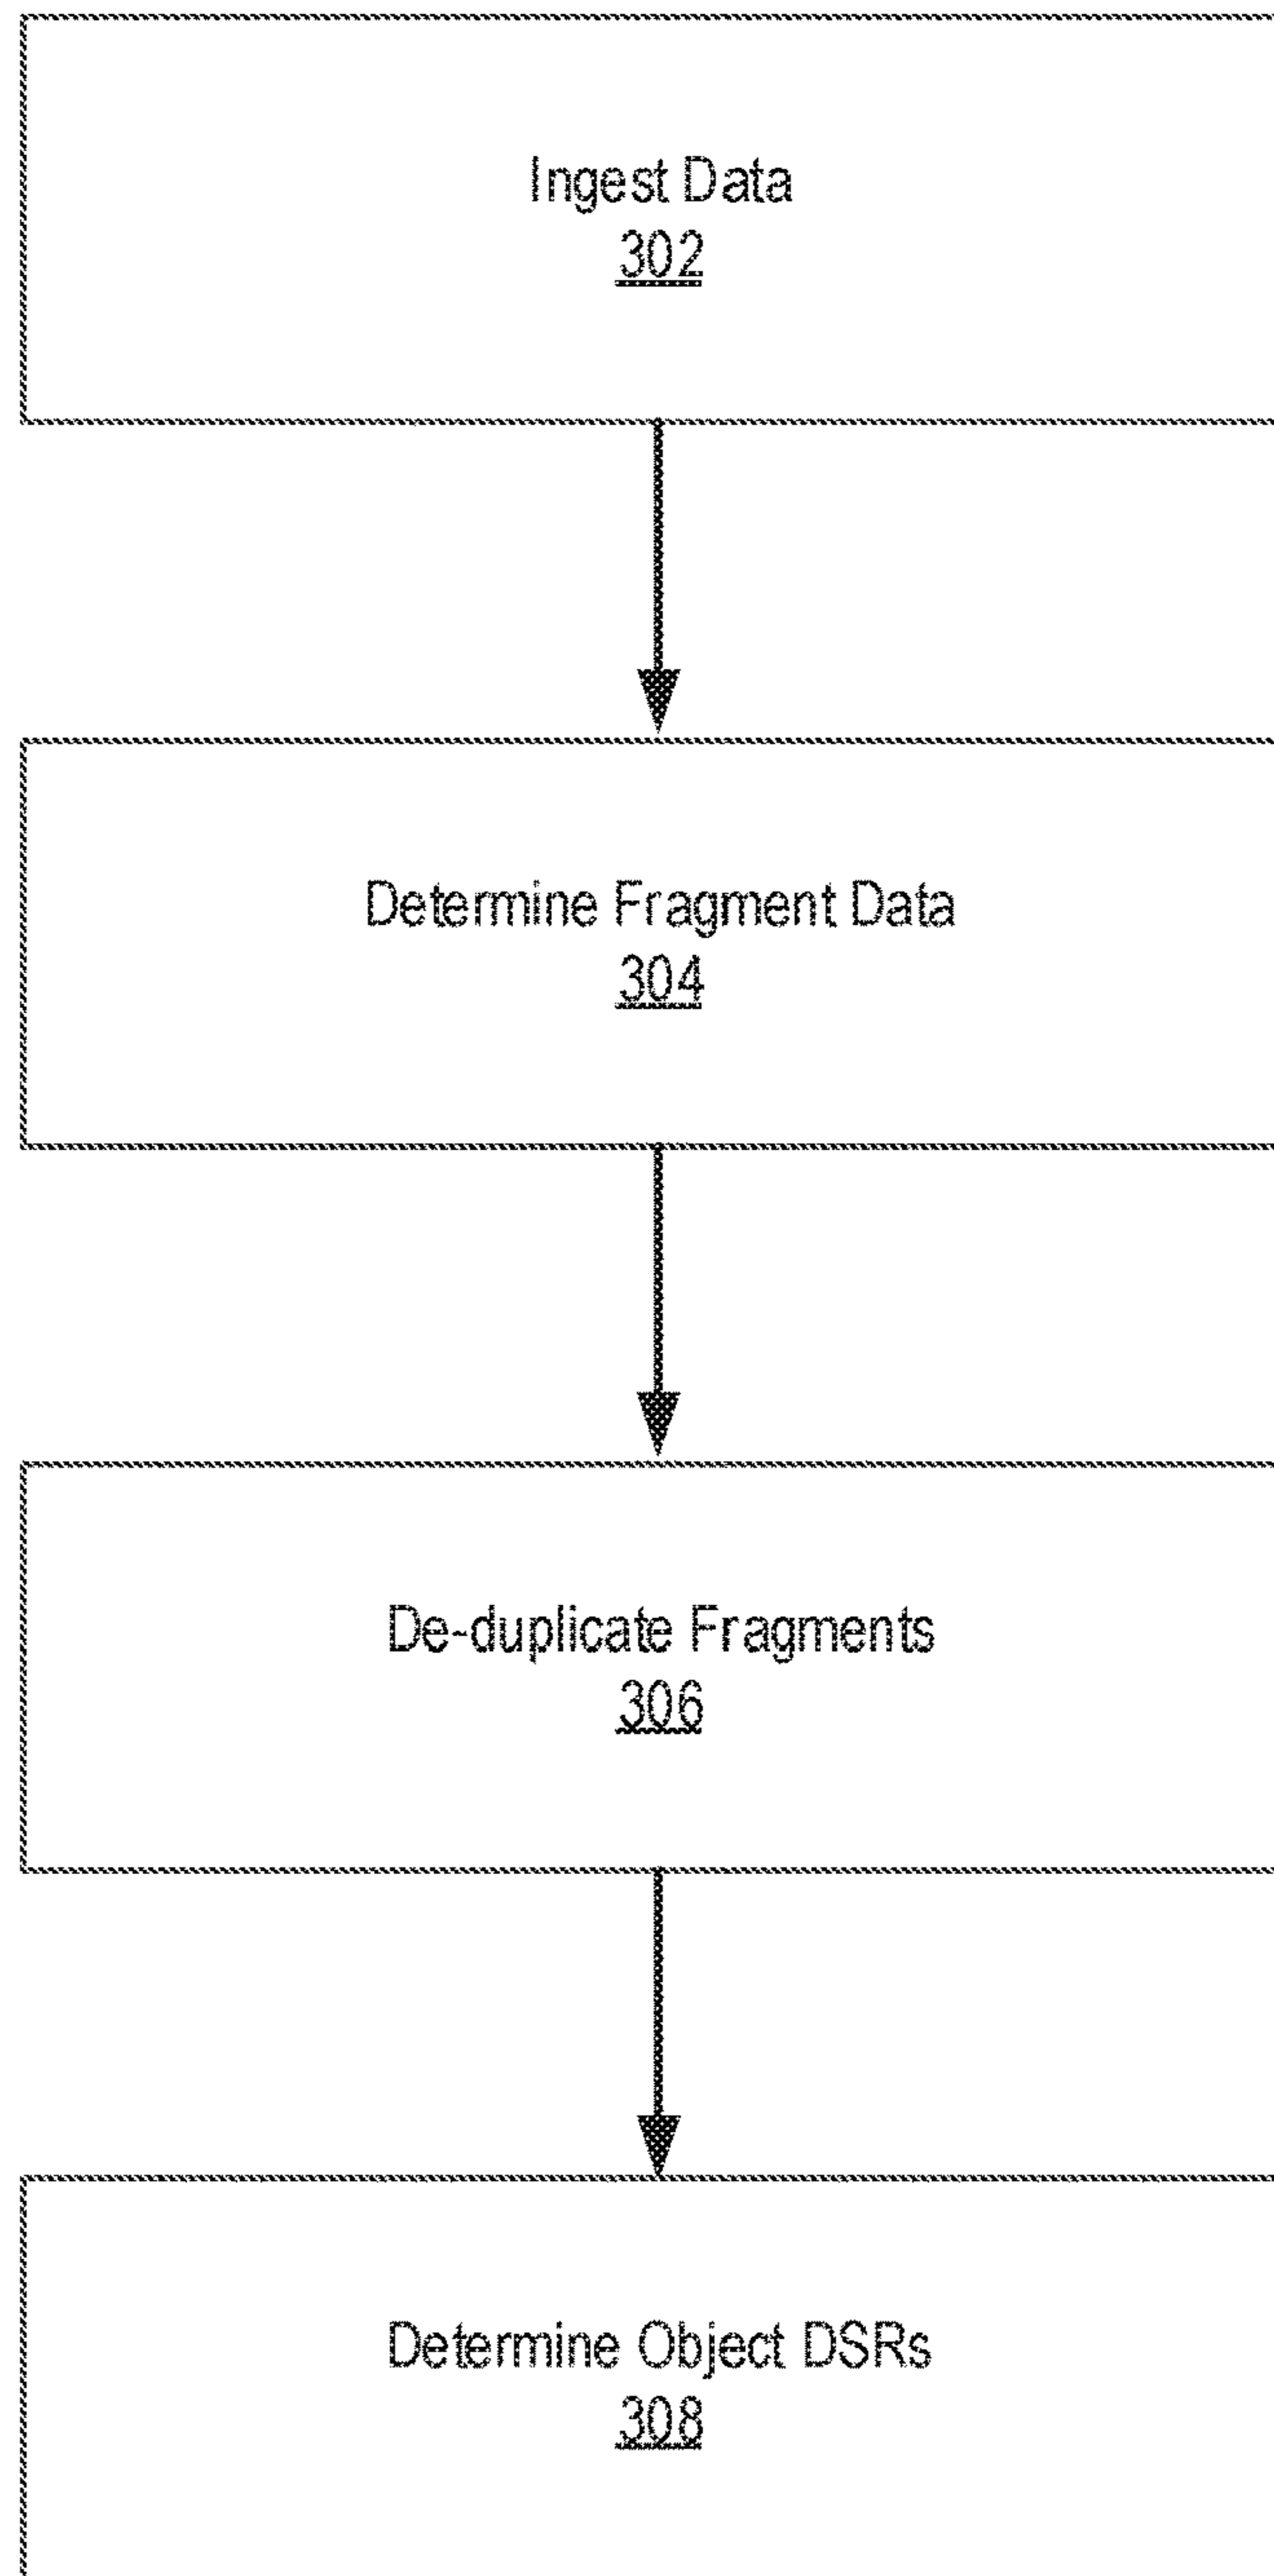 Ingest Data
302
Determine Fragment Data
304
De-duplicate Fragments
306
Determine Object DSRs
308